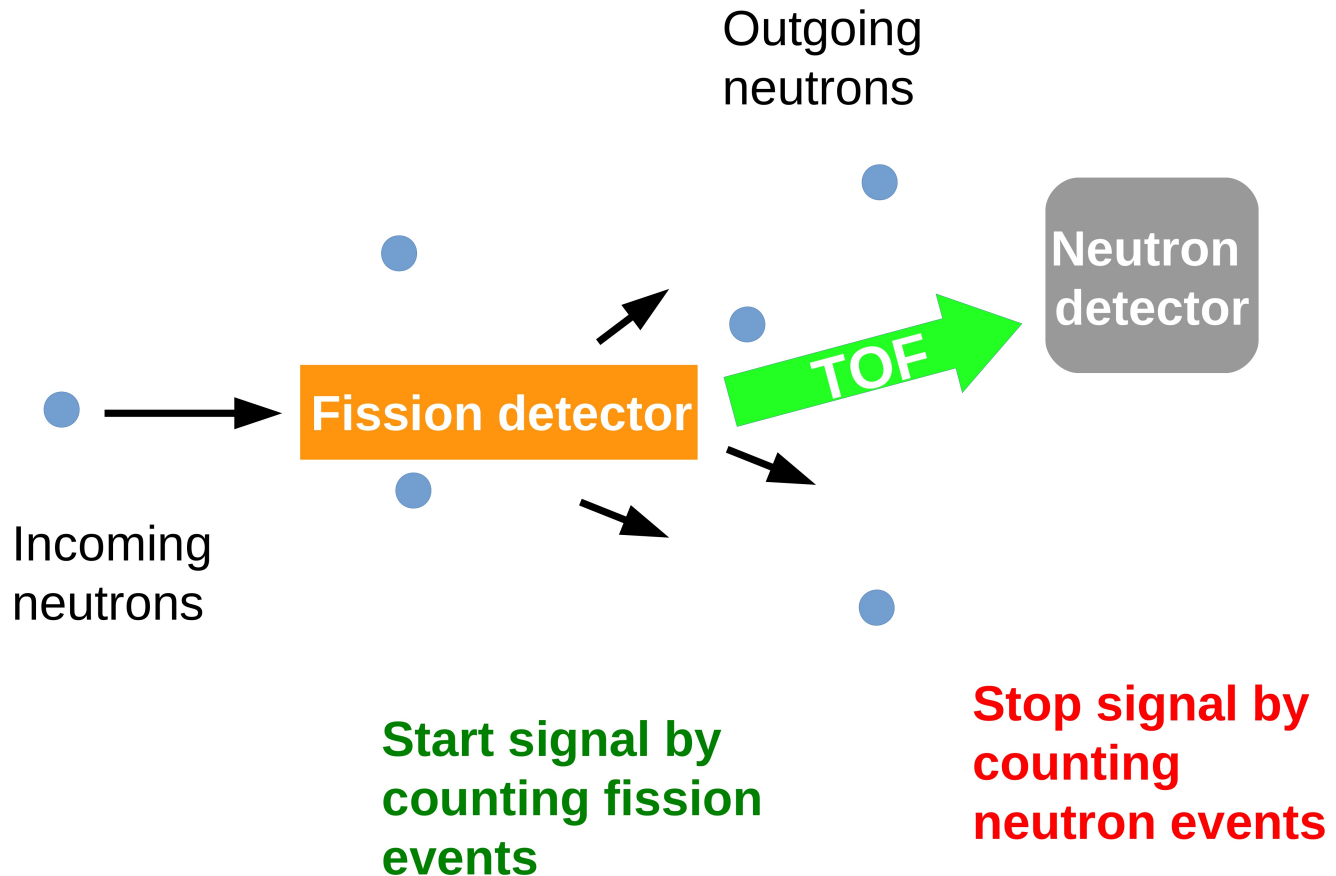 Outgoing
neutrons
Neutron
detector
TOF
Fission detector
Incoming
neutrons
Start signal by
counting fission
events
Stop signal by
counting
neutron events